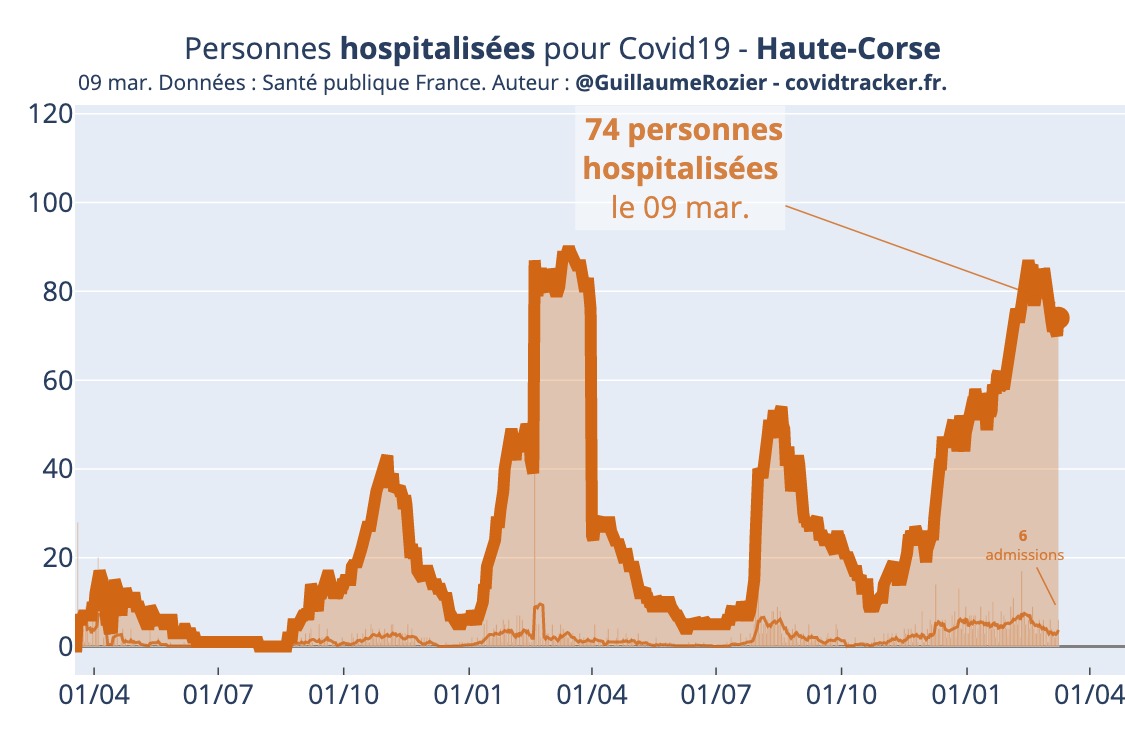 Personnes hospitalisées pour Covid19 - Haute-Corse
09 mar. Données : Santé publique France. Auteur : @GuillaumeRozier - covidtracker.fr.
120
74 personnes
hospitalisées
le 09 mar.
100
80
60
40
6
admissions
20
0
01/04 01/07 01/10 01/01 01/04 01/07 01/10 01/01 01/04